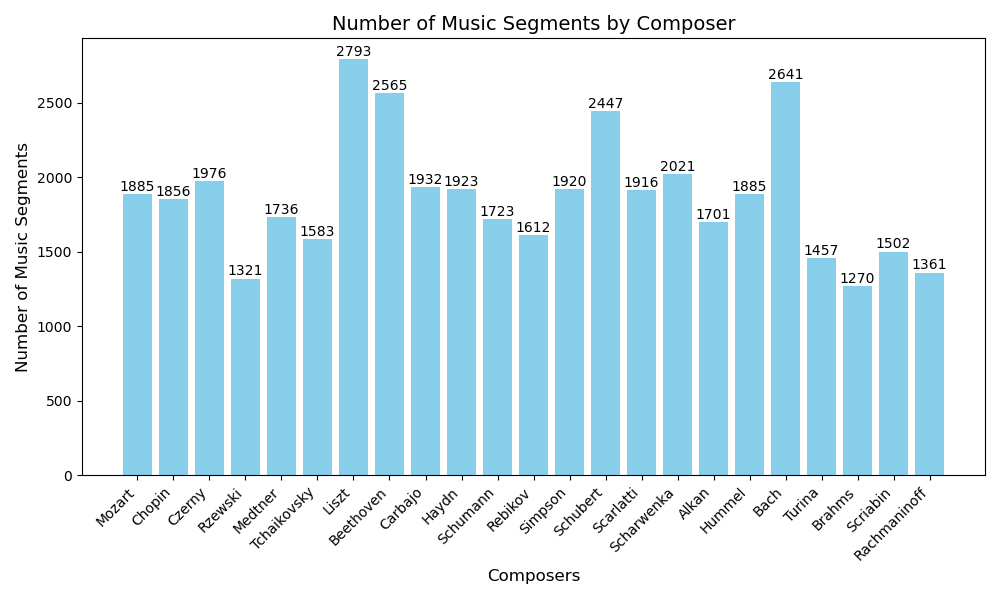 Number of Music Segments by Composer
Number of Music Segments
2500
2000
1500
1000
500
0
1885
1856
1976
1321
1736
1583
2793
2565
1932
1923
1723
1612
1920
2447
1916
2021
1701
1885
2641
1457
1270
1502
1361
Mozart
Chopin
Czerny
Rzewski
Medtner
Tchaikovsky
Liszt
Beethoven
Carbajo
Haydn
Schumann
Rebikov
Simpson
Schubert
Scarlatti
Scharwenka
Alkan
Hummel
Bach
Turina
Brahms
Scriabin
Rachmaninoff
Composers